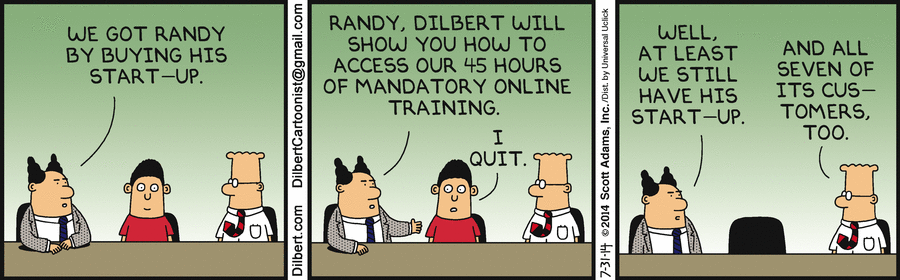 WE GOT RANDY
BY BUYING HIS
START-UP.
Dilbert.com DilbertCartoonist@gmail.com
RANDY, DILBERT WILL
SHOW YOU HOW TO
ACCESS OUR 45 HOURS
OF MANDATORY ONLINE
TRAINING.
I
QUIT.
7-31-14 ©2014 Scott Adams, Inc. /Dist. by Universal Uclick
WELL,
AT LEAST
WE STILL
HAVE HIS
START-UP.
AND ALL
SEVEN OF
ITS CUS-
TOMERS,
TOO.